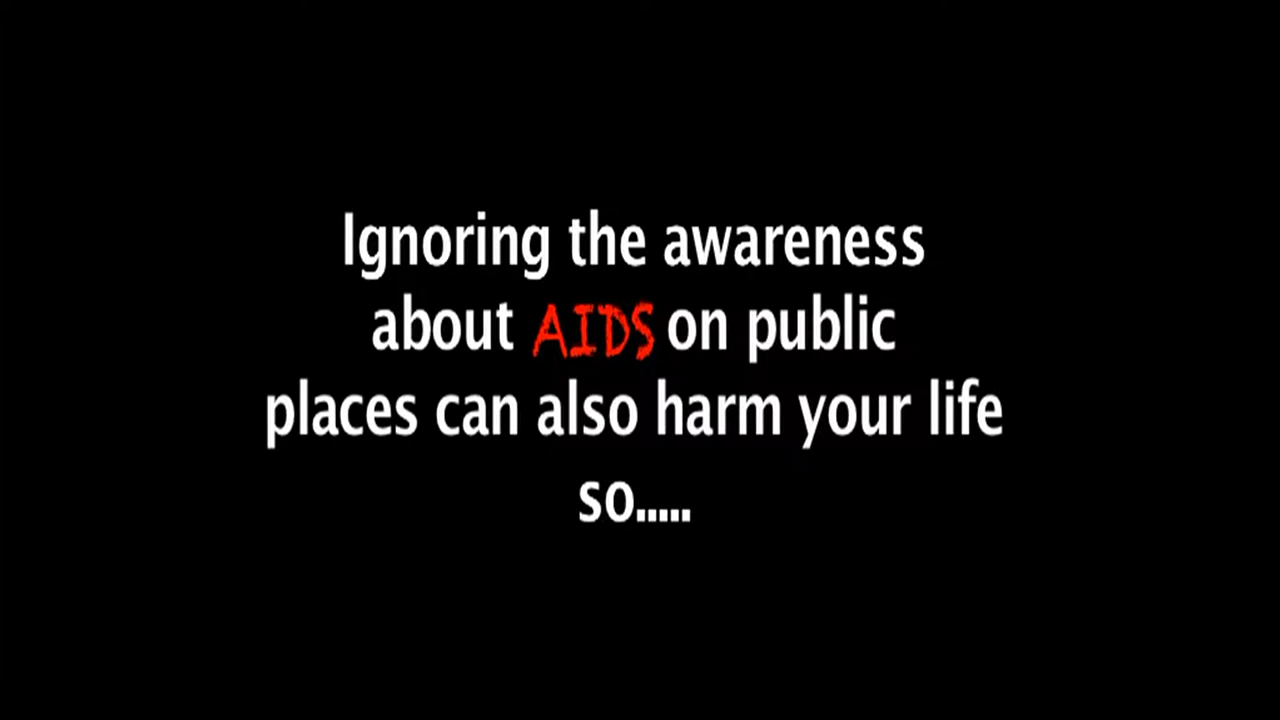 Ignoring the awareness
about AIDS on public
places can also harm your life
so.....